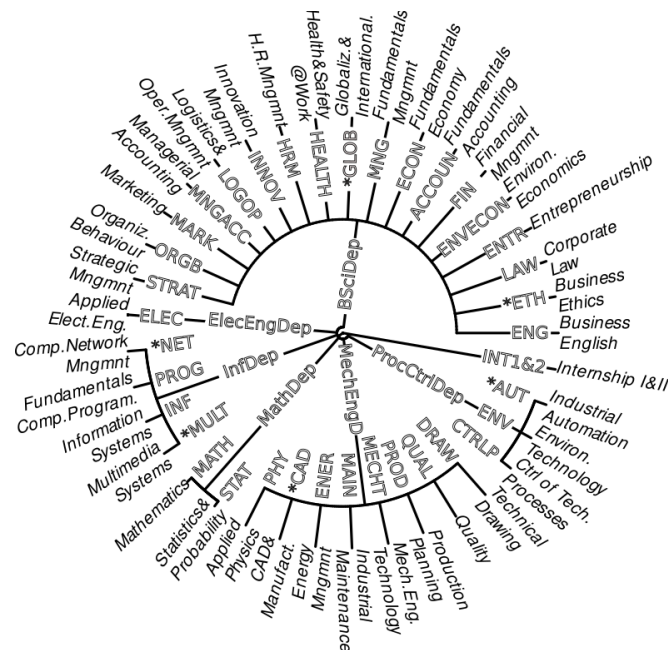 BSciDep
STRAT
Strategic
Mngmnt
ORGB
Organiz.
Behaviour
MARK
Marketing
MNGACC
Managerial
Accounting
LOGOP
Logistics&
Oper.Mngmnt
INNOV
Innovation
Mngmnt
HRM
H.R.Mngmnt
HEALTH
Health&Safety
@Work
*GLOB
Globaliz.&
International.
MNG
Fundamentals
Mngmnt
ECON
Fundamentals
Economy
ACCOUN
Fundamentals
Accounting
FIN
Financial
Mngmnt
ENVECON
Environ.
Economics
ENTR
Entrepreneurship
LAW
Corporate
Law
*ETH
Business
Ethics
ENG
Business
English
INT1&2
Internship I&II
ProcCtrlDep
*AUT
Industrial
Automation
ENV
Environ.
Technology
CTRLP
Ctrl of Tech.
Processes
MechEngD
DRAW
Technical
Drawing
QUAL
Quality
PROD
Production
Planning
MECHT
Mech.Eng.
Technology
MAIN
Industrial
Maintenance
ENER
Energy
Mngmnt
*CAD
CAD&
Manufact.
PHY
Applied
Physics
MathDep
STAT
Statistics&
Probability
MATH
Mathematics
InfDep
*MULT
Multimedia
Systems
INF
Information
Systems
PROG
Fundamentals
Comp.Program.
*NET
Comp.Network
Mngmnt
ElecEngDep
ELEC
Applied
Elect.Eng.